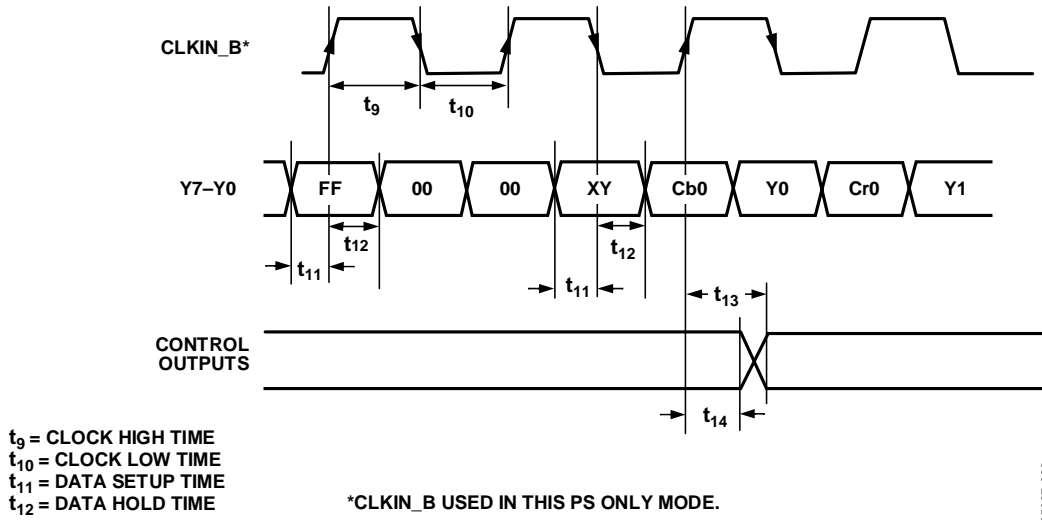 CLKIN_B*
t9
t10
Y7–Y0
FF
00
00
XY
Cb0
Y0
Cr0
Y1
t12
t12
t11
t11
t13
CONTROL
OUTPUTS
t14
t9 = CLOCK HIGH TIME
t10 = CLOCK LOW TIME
t11 = DATA SETUP TIME
t12 = DATA HOLD TIME
*CLKIN_B USED IN THIS PS ONLY MODE.